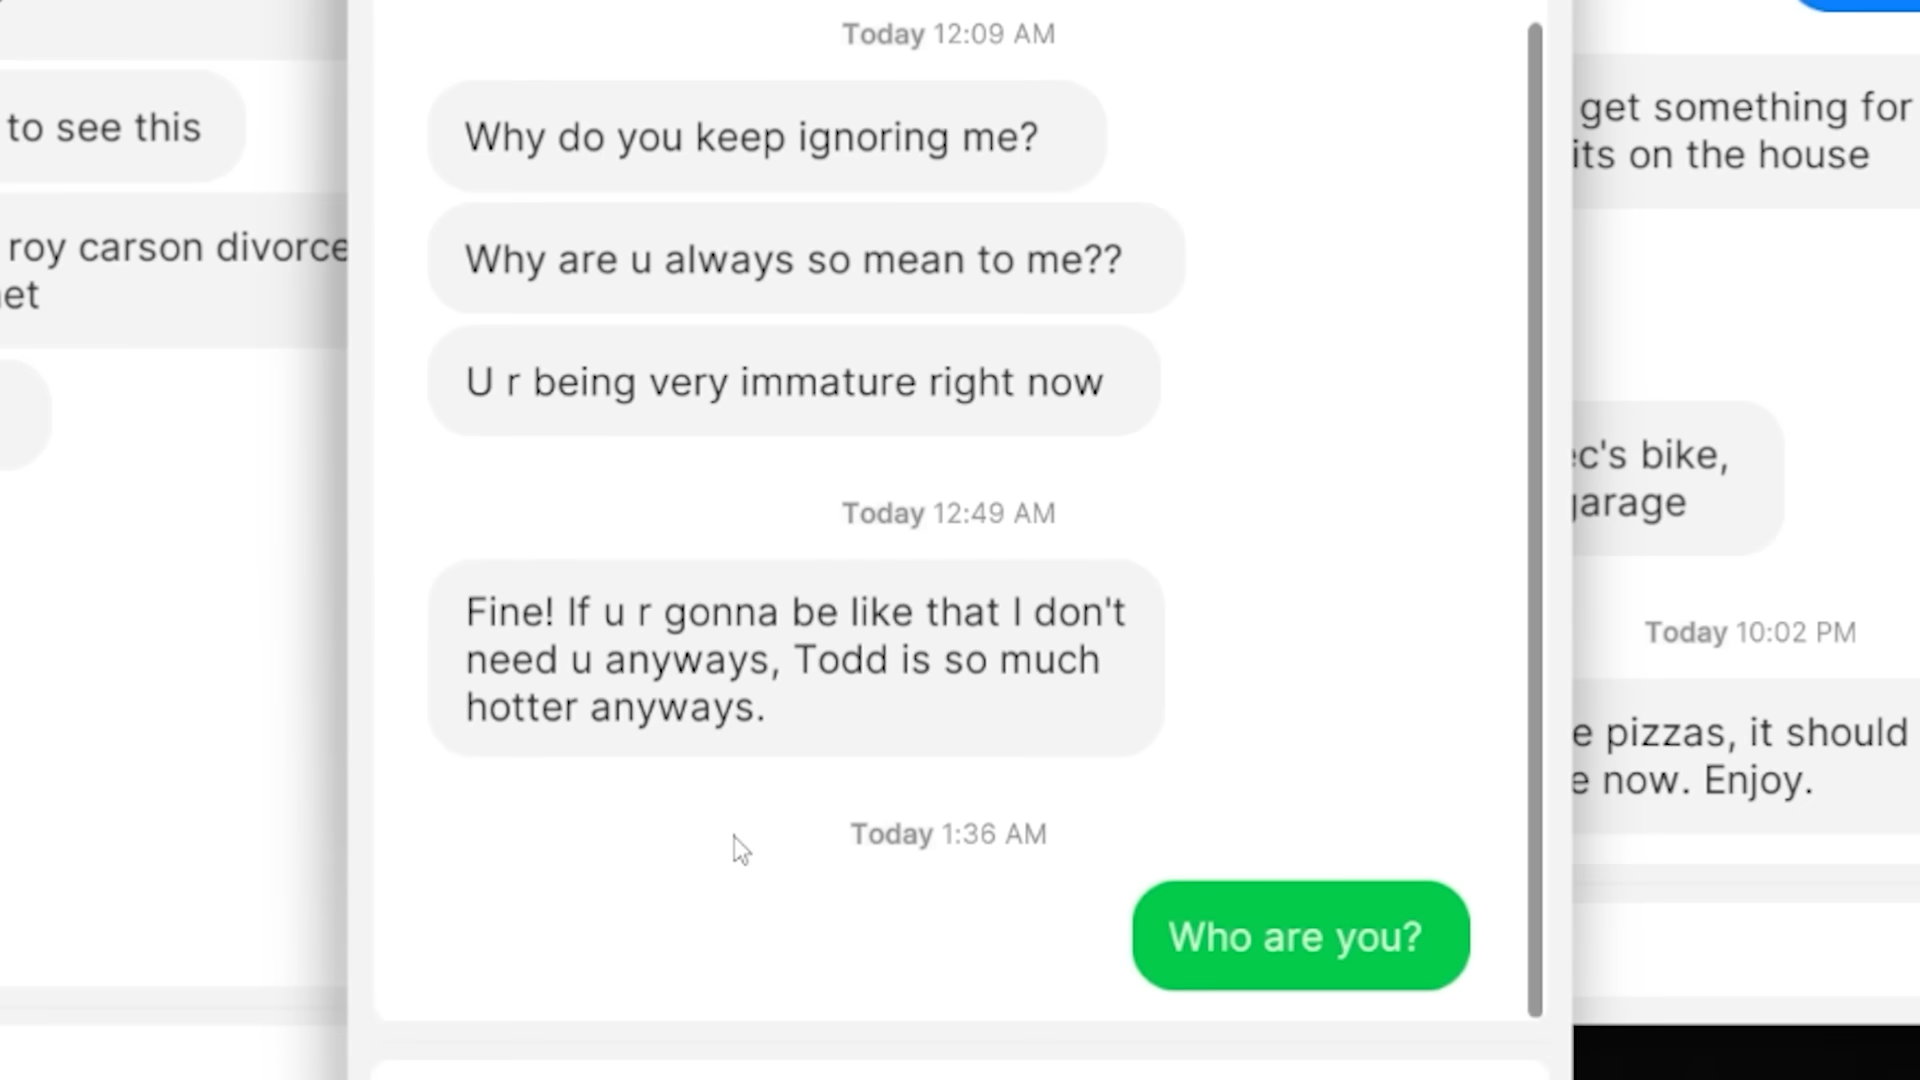 to see this
roy carson divorce
et
Today 12:09 AM
Why do you keep ignoring me?
Why are u always so mean to me??
U r being very immature right now
Today 12:49 AM
Fine! If u r gonna be like that I don't
need u anyways, Todd is so much
hotter anyways.
Today 1:36 AM
Who are you?
get something for
its on the house
c's bike,
garage
Today 10:02 PM
e pizzas, it should
e now. Enjoy.